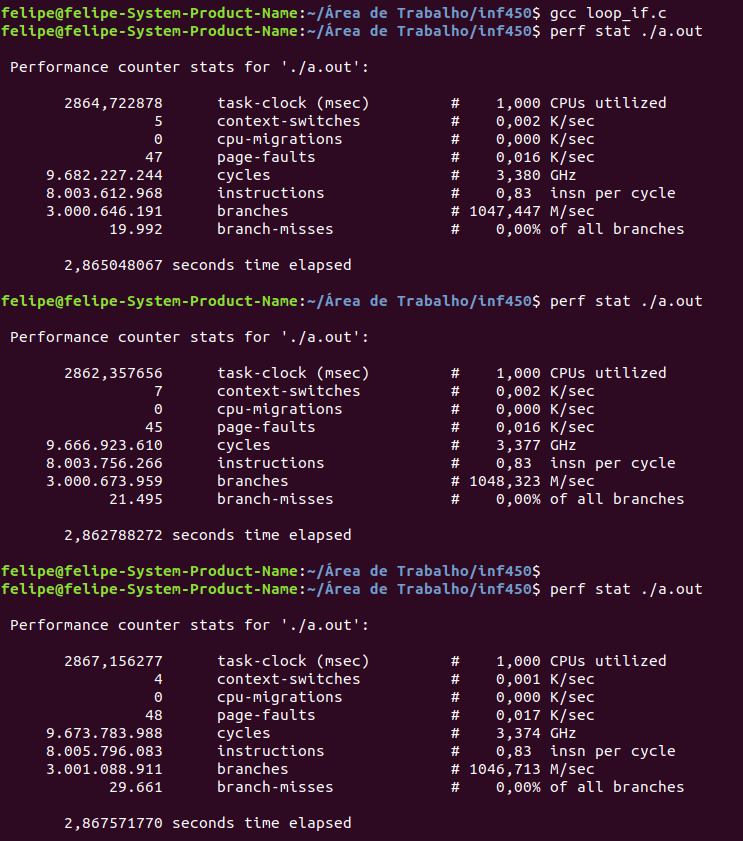 felipe@felipe-System-Product-Name:~/Área de Trabalho/inf450$ gcc loop_if.c
felipe@felipe-System-Product-Name:~/Área de Trabalho/inf450$ perf stat ./a.out
Performance counter stats for './a.out':
2864,722878 task-clock (msec) # 1,000 CPUs utilized
5 context-switches # 0,002 K/sec
0 cpu-migrations # 0,000 K/sec
47 page-faults # 0,016 K/sec
9.682.227.244 cycles # 3,380 GHz
8.003.612.968 instructions # 0,83 insn per cycle
3.000.646.191 branches # 1047,447 M/sec
19.992 branch-misses # 0,00% of all branches
2,865048067 seconds time elapsed
felipe@felipe-System-Product-Name:~/Área de Trabalho/inf450$ perf stat ./a.out
Performance counter stats for './a.out':
2862,357656 task-clock (msec) # 1,000 CPUs utilized
7 context-switches # 0,002 K/sec
0 cpu-migrations # 0,000 K/sec
45 page-faults # 0,016 K/sec
9.666.923.610 cycles # 3,377 GHz
8.003.756.266 instructions # 0,83 insn per cycle
3.000.673.959 branches # 1048,323 M/sec
21.495 branch-misses # 0,00% of all branches
2,862788272 seconds time elapsed
felipe@felipe-System-Product-Name:~/Área de Trabalho/inf450$
felipe@felipe-System-Product-Name:~/Área de Trabalho/inf450$ perf stat ./a.out
Performance counter stats for './a.out':
2867,156277 task-clock (msec) # 1,000 CPUs utilized
4 context-switches # 0,001 K/sec
0 cpu-migrations # 0,000 K/sec
48 page-faults # 0,017 K/sec
9.673.783.988 cycles # 3,374 GHz
8.005.796.083 instructions # 0,83 insn per cycle
3.001.088.911 branches # 1046,713 M/sec
29.661 branch-misses # 0,00% of all branches
2,867571770 seconds time elapsed